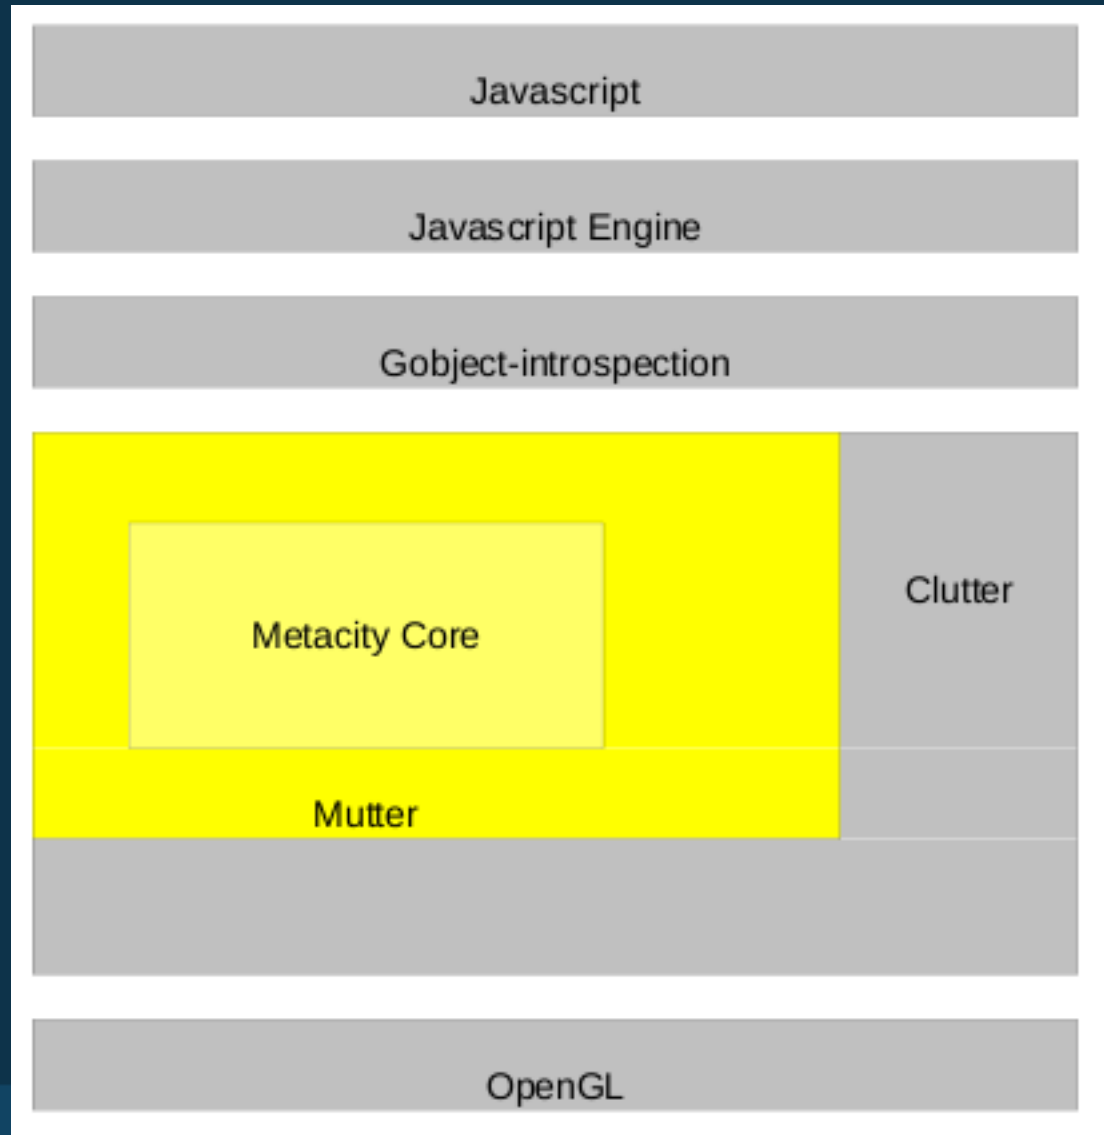 Javascript
Javascript Engine
Gobject-introspection
Clutter
Metacity Core
Mutter
OpenGL